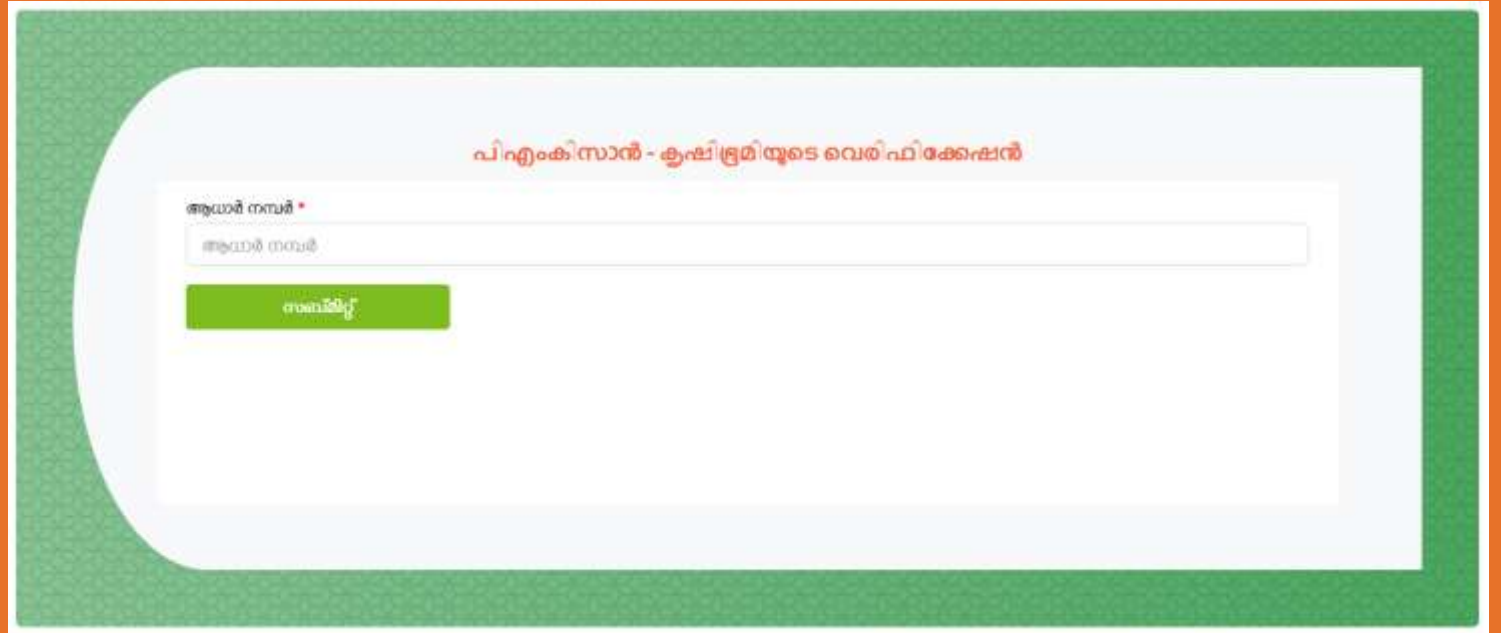 പിഎംകിസാൻ - കൃഷിഭൂമിയുടെ വെരിഫിക്കേഷൻ
ആധാർ നമ്പർ *
ആധാർ നമ്പർ
സബ്മിറ്റ്